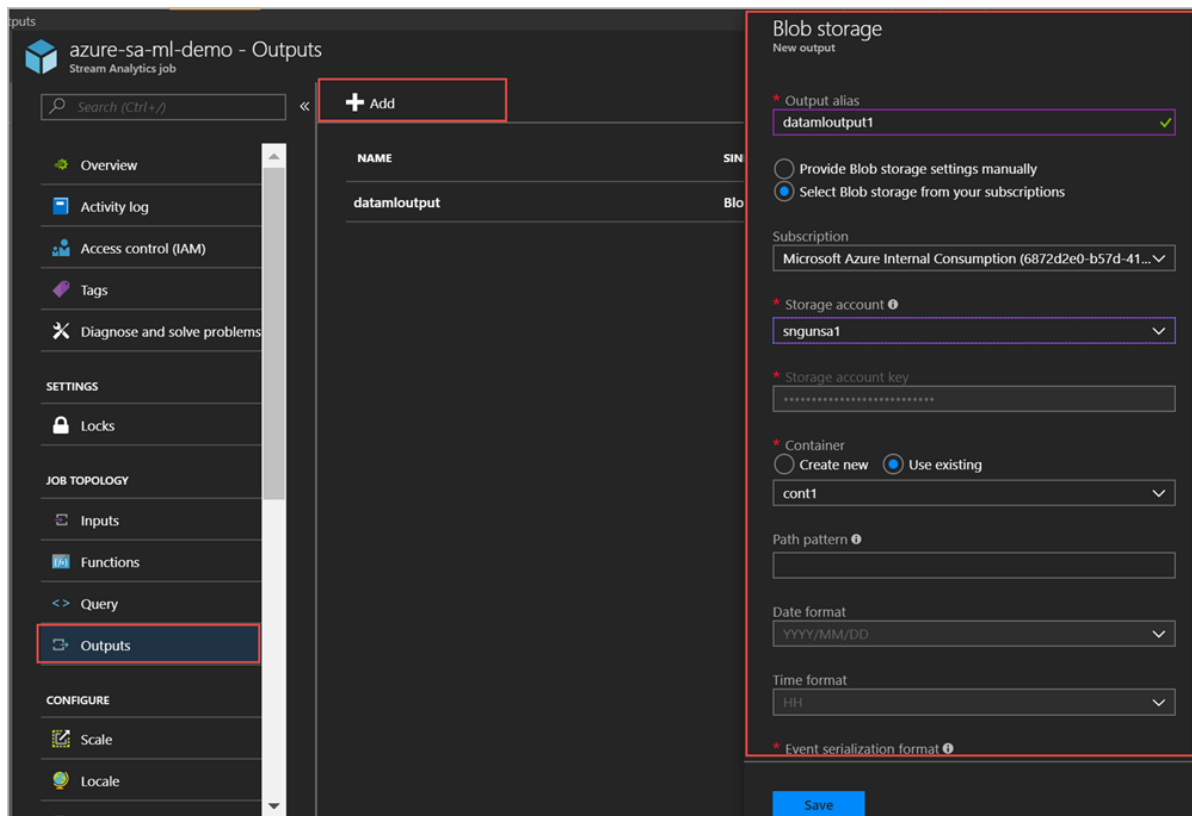 puts
azure-sa-ml-demo - Outputs
Stream Analytics job
Search (Ctrl+/)
«
Overview
Activity log
Access control (IAM)
Tags
Diagnose and solve problems
SETTINGS
Locks
JOB TOPOLOGY
Inputs
Functions
Query
Outputs
CONFIGURE
Scale
Locale
Add
NAME
SIN
datamloutput
Blo
Blob storage
New output
* Output alias
datamloutput1
Provide Blob storage settings manually
Select Blob storage from your subscriptions
Subscription
Microsoft Azure Internal Consumption (6872d2e0-b57d-41...
* Storage account
sngunsa1
* Storage account key
* Container
Create new Use existing
cont1
Path pattern
Date format
YYYY/MM/DD
Time format
HH
* Event serialization format
Save